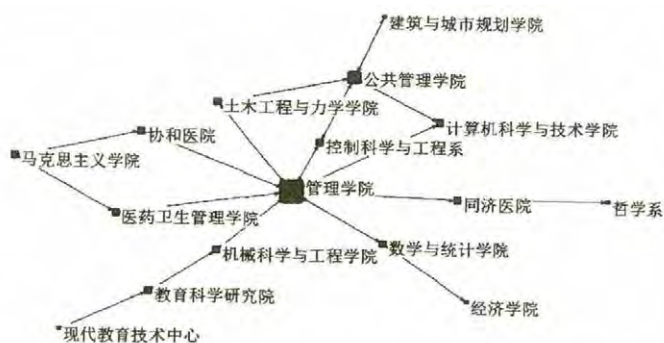 建筑与城市规划学院
公共管理学院
土木工程与力学学院
计算机科学与技术学院
协和医院
控制科学与工程系
马克思主义学院
管理学院
同济医院
哲学系
医药卫生管理学院
机械科学与工程学院
数学与统计学院
教育科学研究院
经济学院
现代教育技术中心